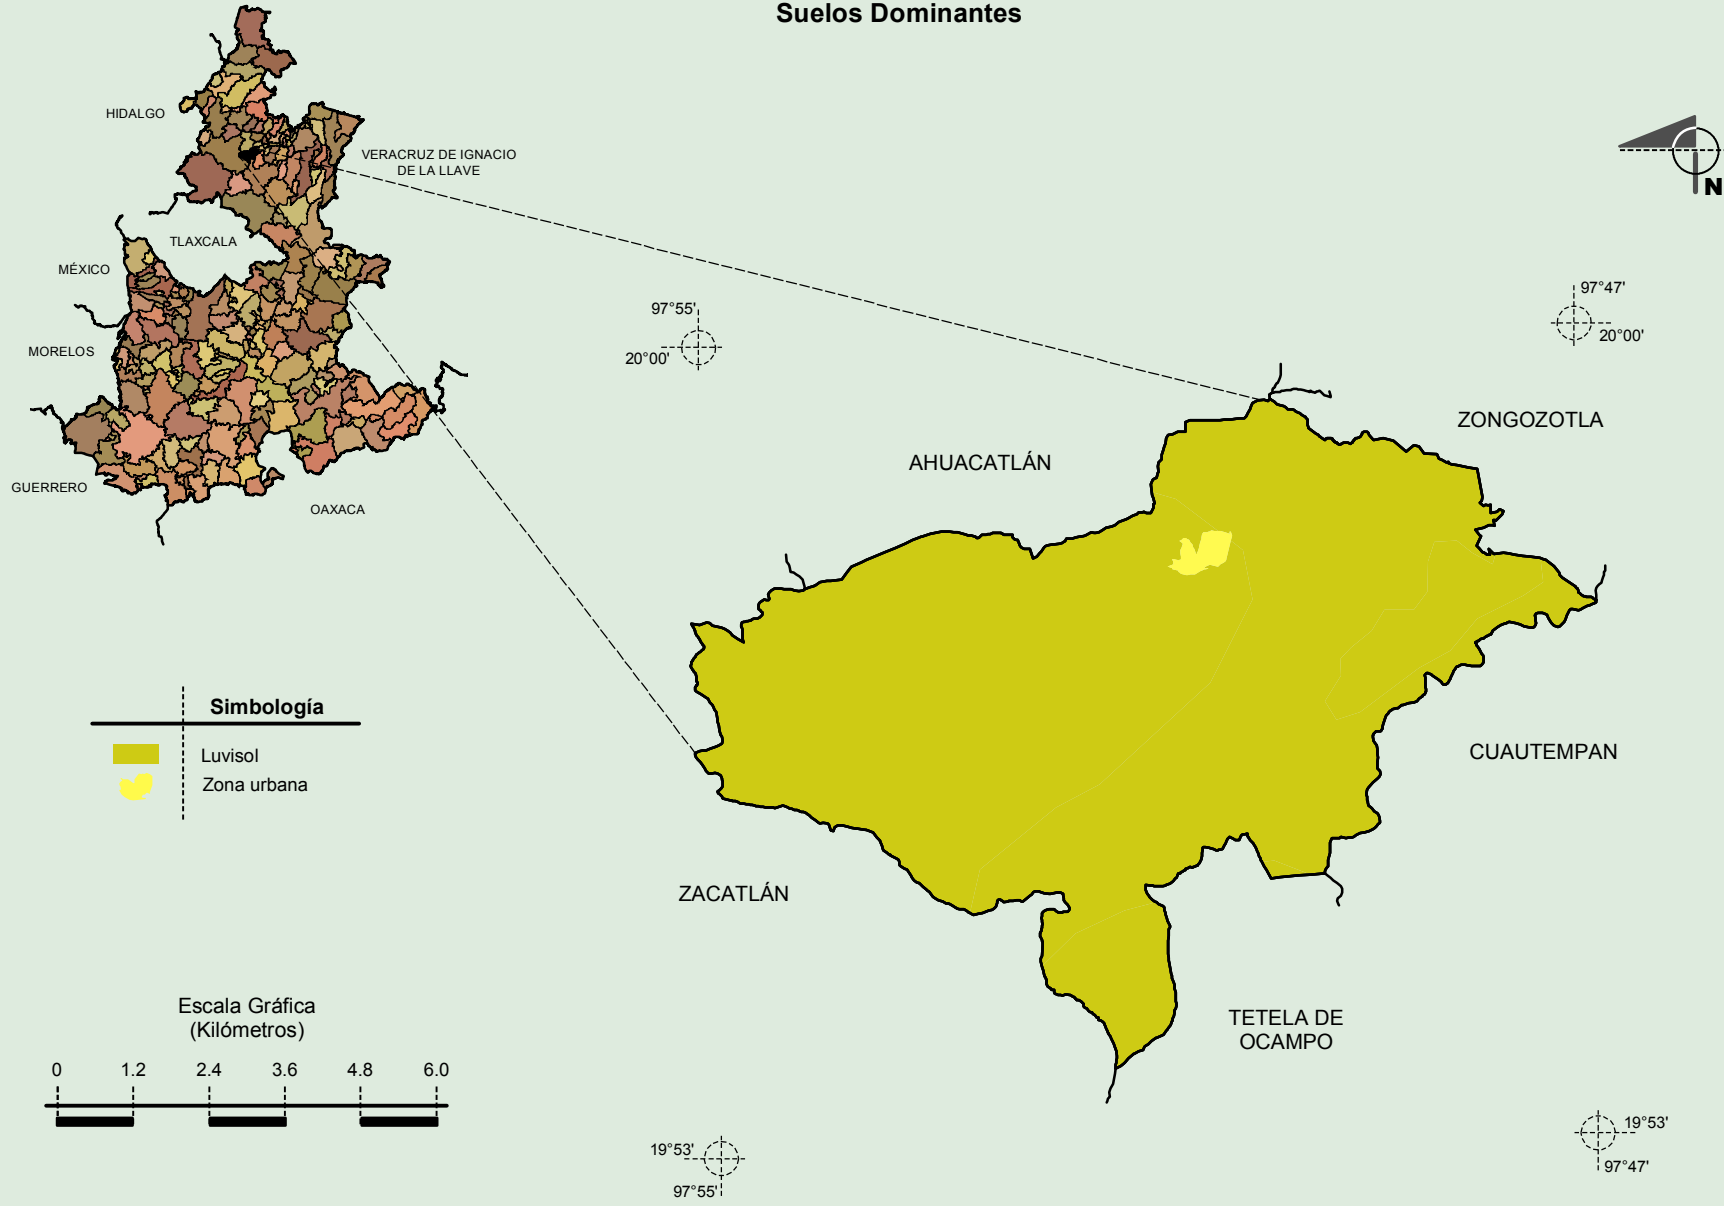 Suelos Dominantes
HIDALGO
VERACRUZ DE IGNACIO
DE LA LLAVE
TLAXCALA
MÉXICO
MORELOS
GUERRERO
OAXACA
N
97°55'
20°00'
97°47'
20°00'
ZONGOZOTLA
AHUACATLÁN
CUAUTEMPAN
ZACATLÁN
TETELA DE
OCAMPO
Simbología
Luvisol
Zona urbana
Escala Gráfica
(Kilómetros)
0 1.2 2.4 3.6 4.8 6.0
19°53'
97°55'
19°53'
97°47'